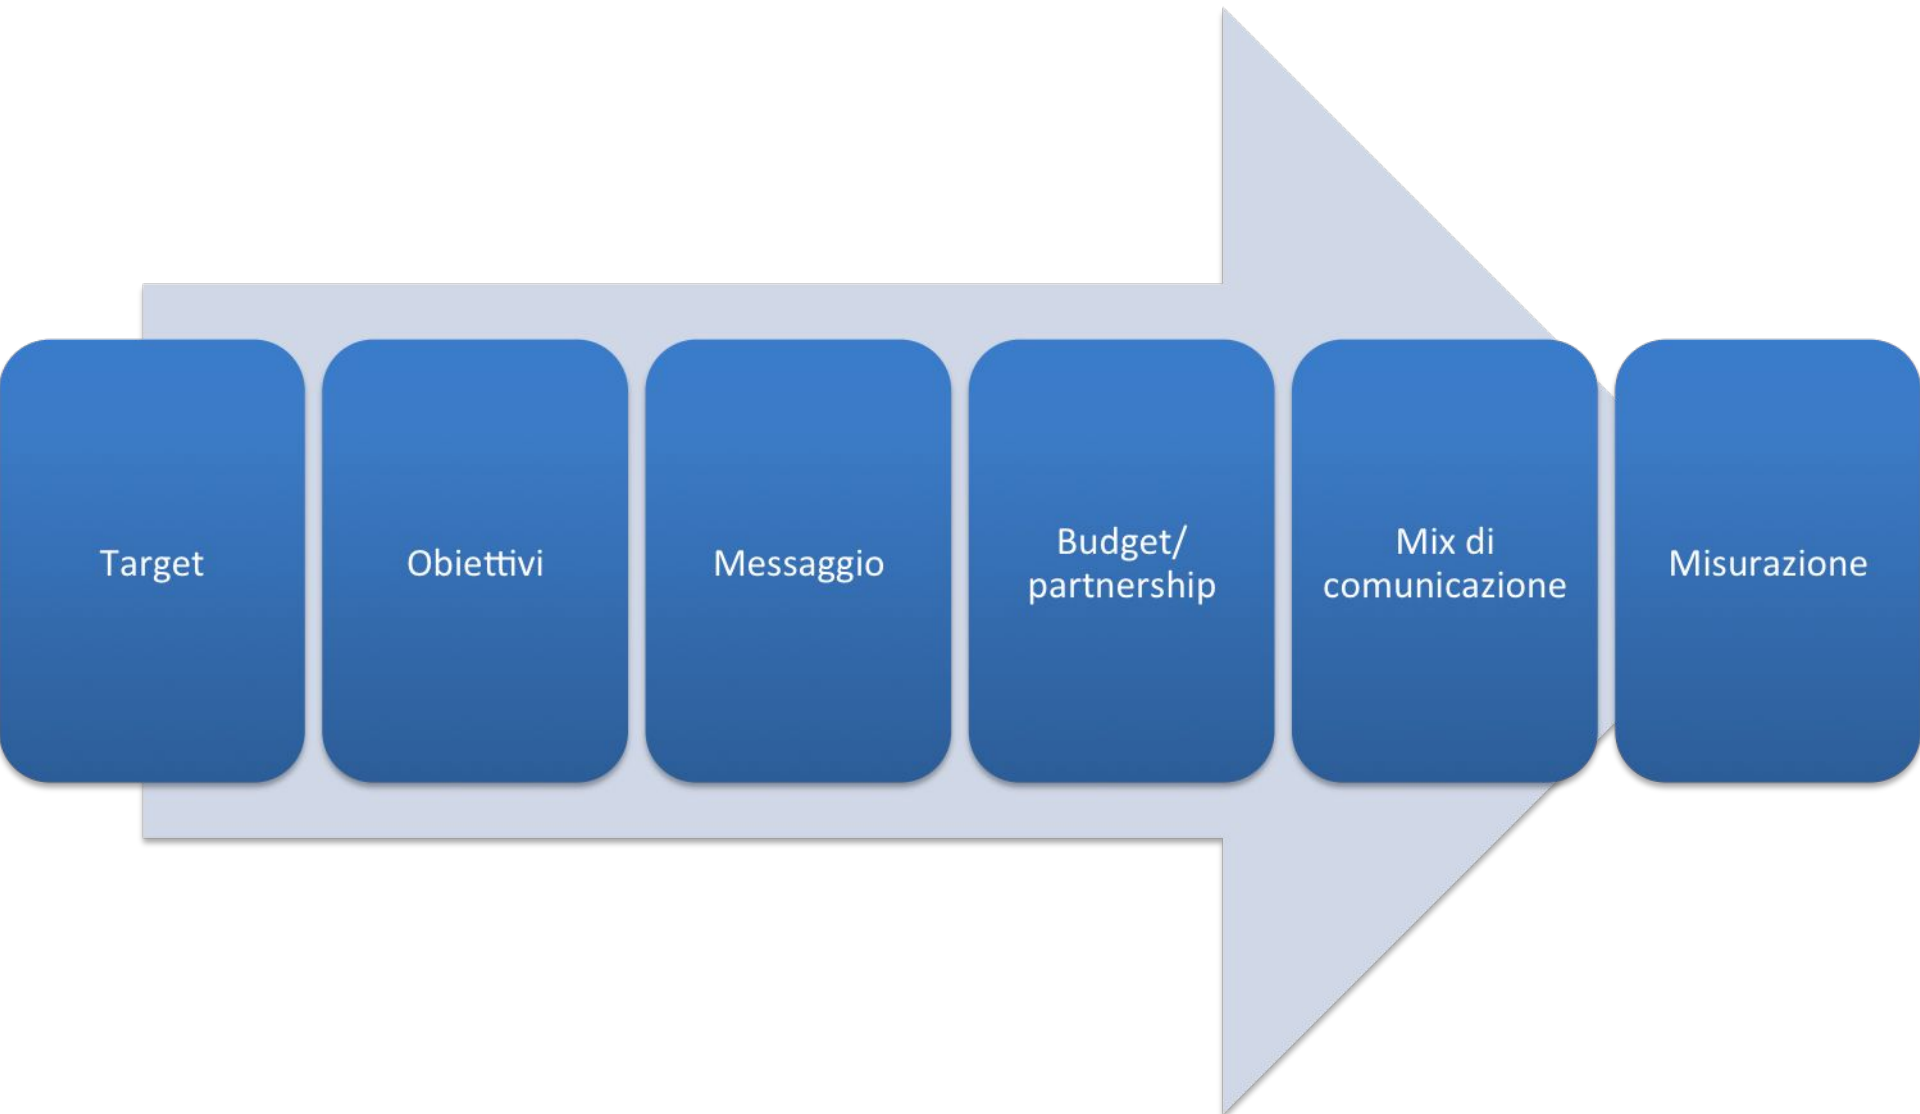 Target
Obiettivi
Messaggio
Budget/
partnership
Mix di
comunicazione
Misurazione